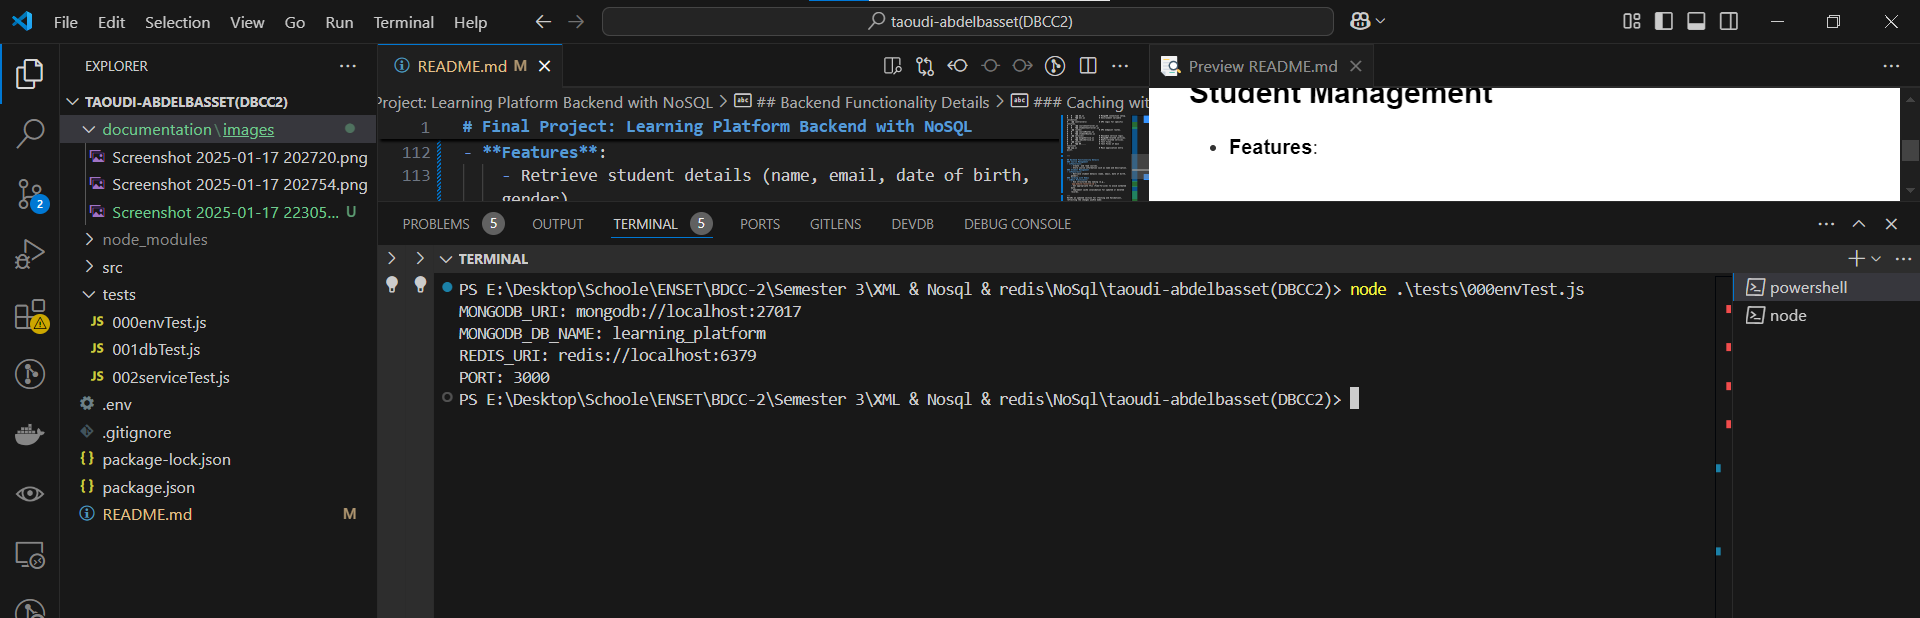 File Edit Selection View Go Run Terminal Help
taoudi-abdelbasset(DBCC2)
EXPLORER
TAOUDI-ABDELBASSET(DBCC2)
documentation\images
Screenshot 2025-01-17 202720.png
Screenshot 2025-01-17 202754.png
Screenshot 2025-01-17 22305... U
node_modules
src
tests
JS 000envTest.js
JS 001dbTest.js
JS 002serviceTest.js
.env
.gitignore
{} package-lock.json
{} package.json
README.md M
2
README.md M
Project: Learning Platform Backend with NoSQL > abc ## Backend Functionality Details > abc ### Caching wit
1 # Final Project: Learning Platform Backend with NoSQL
112 - **Features**:
113 - Retrieve student details (name, email, date of birth,
gender)
Preview README.md
Student Management
• Features:
PROBLEMS 5 OUTPUT TERMINAL 5 PORTS GITLENS DEVDB DEBUG CONSOLE
TERMINAL
PS E:\Desktop\Schoole\ENSET\BDCC-2\Semester 3\XML & Nosql & redis\NoSql\taoudi-abdelbasset(DBCC2)> node .\tests\000envTest.js
MONGODB_URI: mongodb://localhost:27017
MONGODB_DB_NAME: learning_platform
REDIS_URI: redis://localhost:6379
PORT: 3000
PS E:\Desktop\Schoole\ENSET\BDCC-2\Semester 3\XML & Nosql & redis\NoSql\taoudi-abdelbasset(DBCC2)>
powershell
node